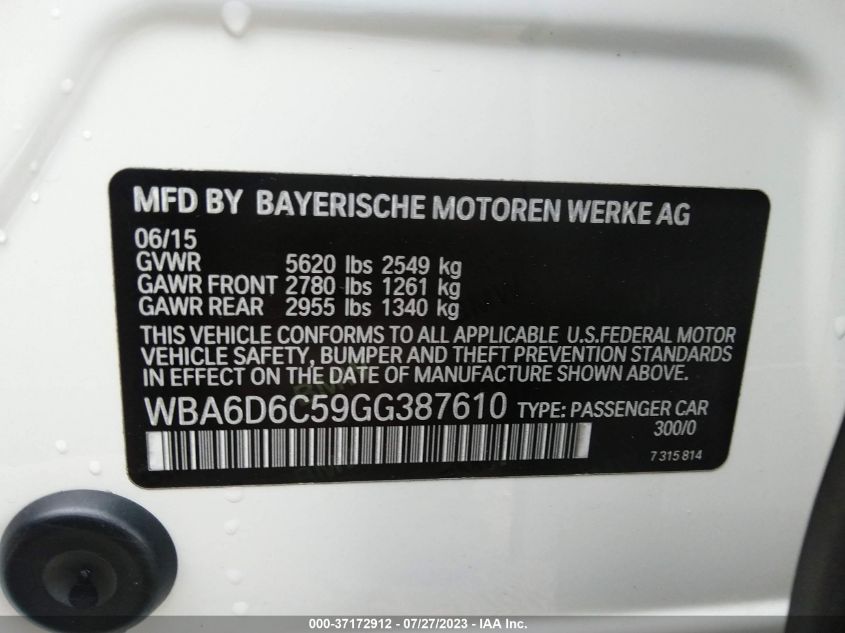 MFD BY BAYERISCHE MOTOREN WERKE AG
06/15
GVWR 5620 lbs 2549 kg
GAWR FRONT 2780 lbs 1261 kg
GAWR REAR 2955 lbs 1340 kg
THIS VEHICLE CONFORMS TO ALL APPLICABLE U.S.FEDERAL MOTOR
VEHICLE SAFETY, BUMPER AND THEFT PREVENTION STANDARDS
IN EFFECT ON THE DATE OF MANUFACTURE SHOWN ABOVE.
WBA6D6C59GG387610 TYPE: PASSENGER CAR
300/0
7 315 814
000-37172912 - 07/27/2023 - IAA Inc.